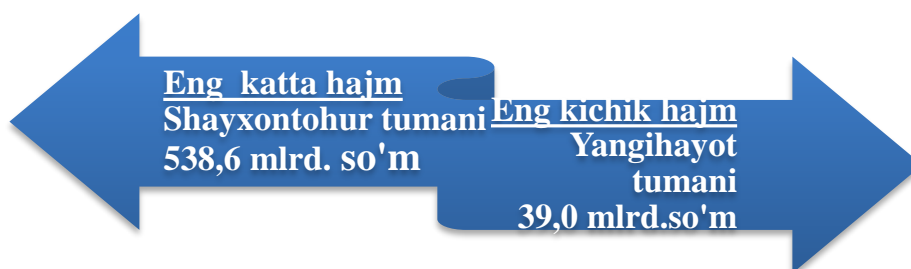 Eng katta hajm
Shayxontohur tumani
538,6 mlrd. so'm
Eng kichik hajm
Yangihayot
tumani
39,0 mlrd.so'm